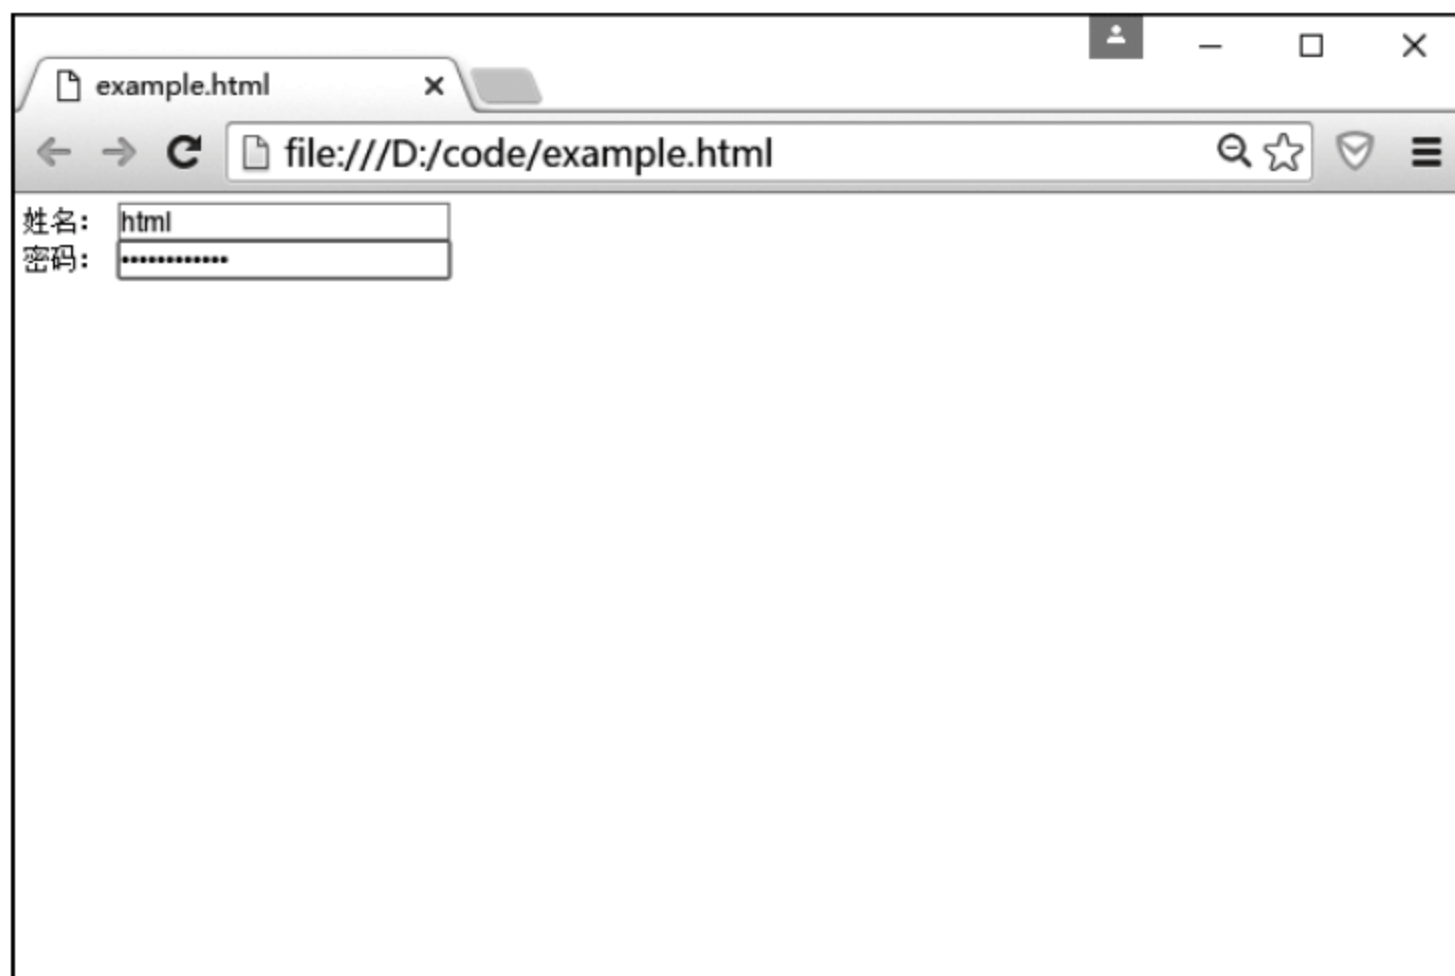 example.html
file:///D:/code/example.html
姓名： html
密码： ••••••••••••